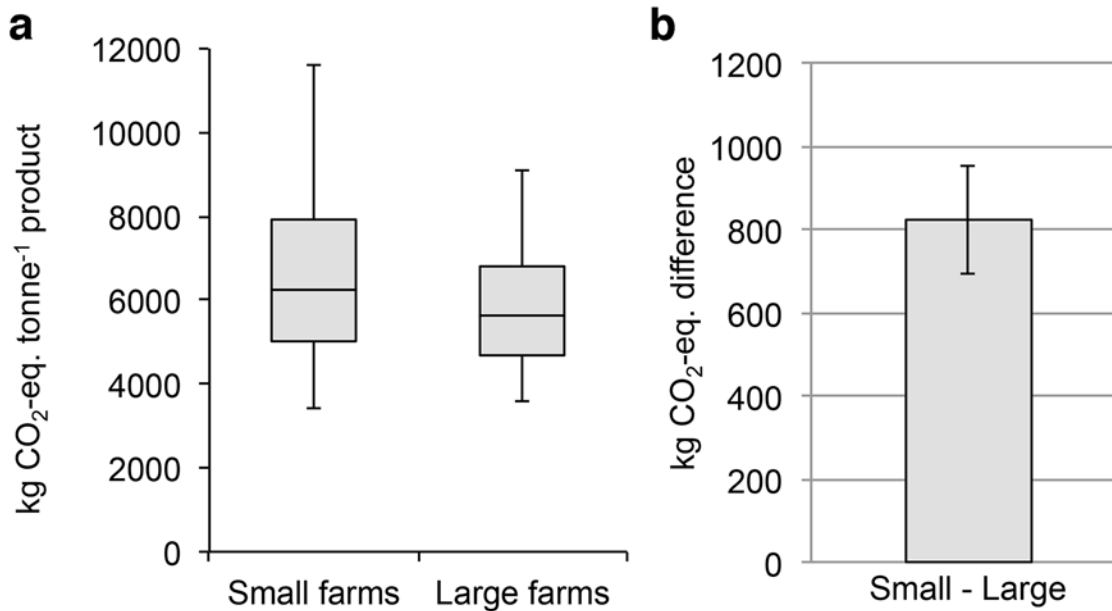 a
kg CO₂-eq. tonne⁻¹ product
12000
10000
8000
6000
4000
2000
0
Small farms
Large farms
b
kg CO₂-eq. difference
1200
1000
800
600
400
200
0
Small - Large